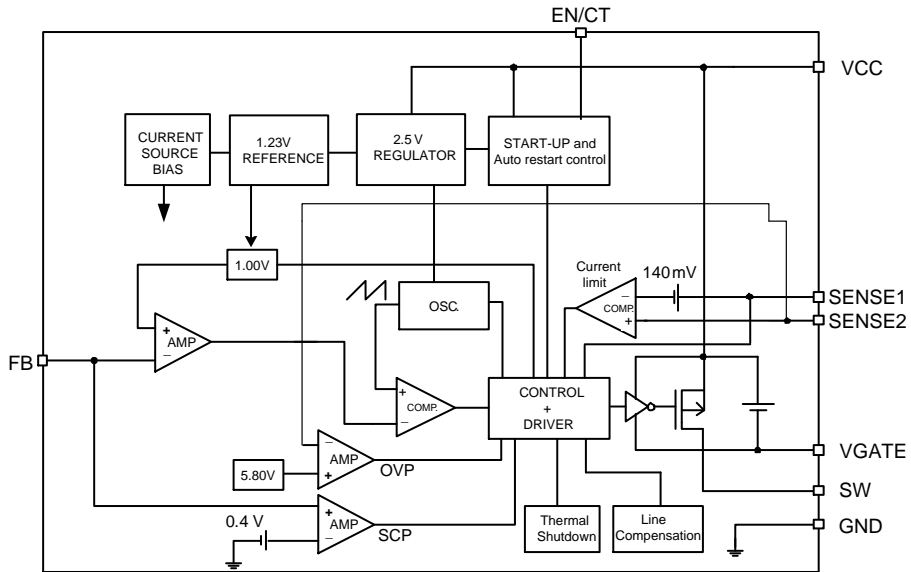 EN/CT
VCC
CURRENT
SOURCE
BIAS
1.23V
REFERENCE
2.5 V
REGULATOR
START-UP and
Auto restart control
1.00V
OSC.
Current
limit
140mV
−
COMP.
+
SENSE1
SENSE2
FB
+
AMP
−
+
COMP.
−
CONTROL
+
DRIVER
−
AMP
+
OVP
5.80V
VGATE
SW
GND
0.4 V
+
AMP
−
SCP
Thermal
Shutdown
Line
Compensation